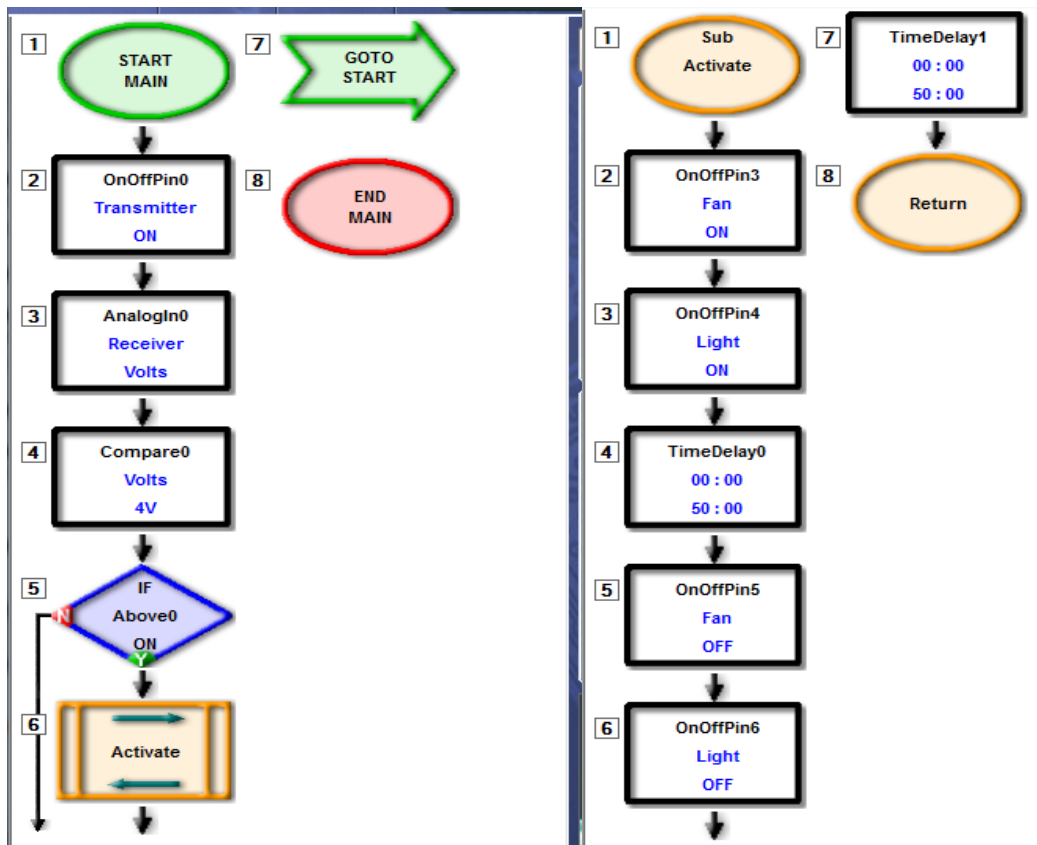 1
START
MAIN
2
OnOffPin0
Transmitter
ON
3
AnalogIn0
Receiver
Volts
4
Compare0
Volts
4V
5
IF
Above0
ON
N
Y
6
Activate
7
GOTO
START
8
END
MAIN
1
Sub
Activate
2
OnOffPin3
Fan
ON
3
OnOffPin4
Light
ON
4
TimeDelay0
00 : 00
50 : 00
5
OnOffPin5
Fan
OFF
6
OnOffPin6
Light
OFF
7
TimeDelay1
00 : 00
50 : 00
8
Return